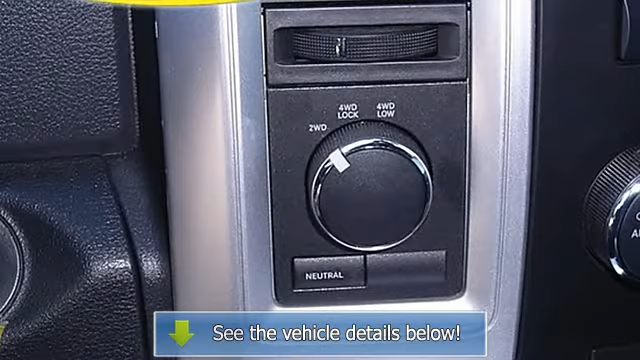 4WD
LOCK
4WD
LOW
2WD
NEUTRAL
See the vehicle details below!